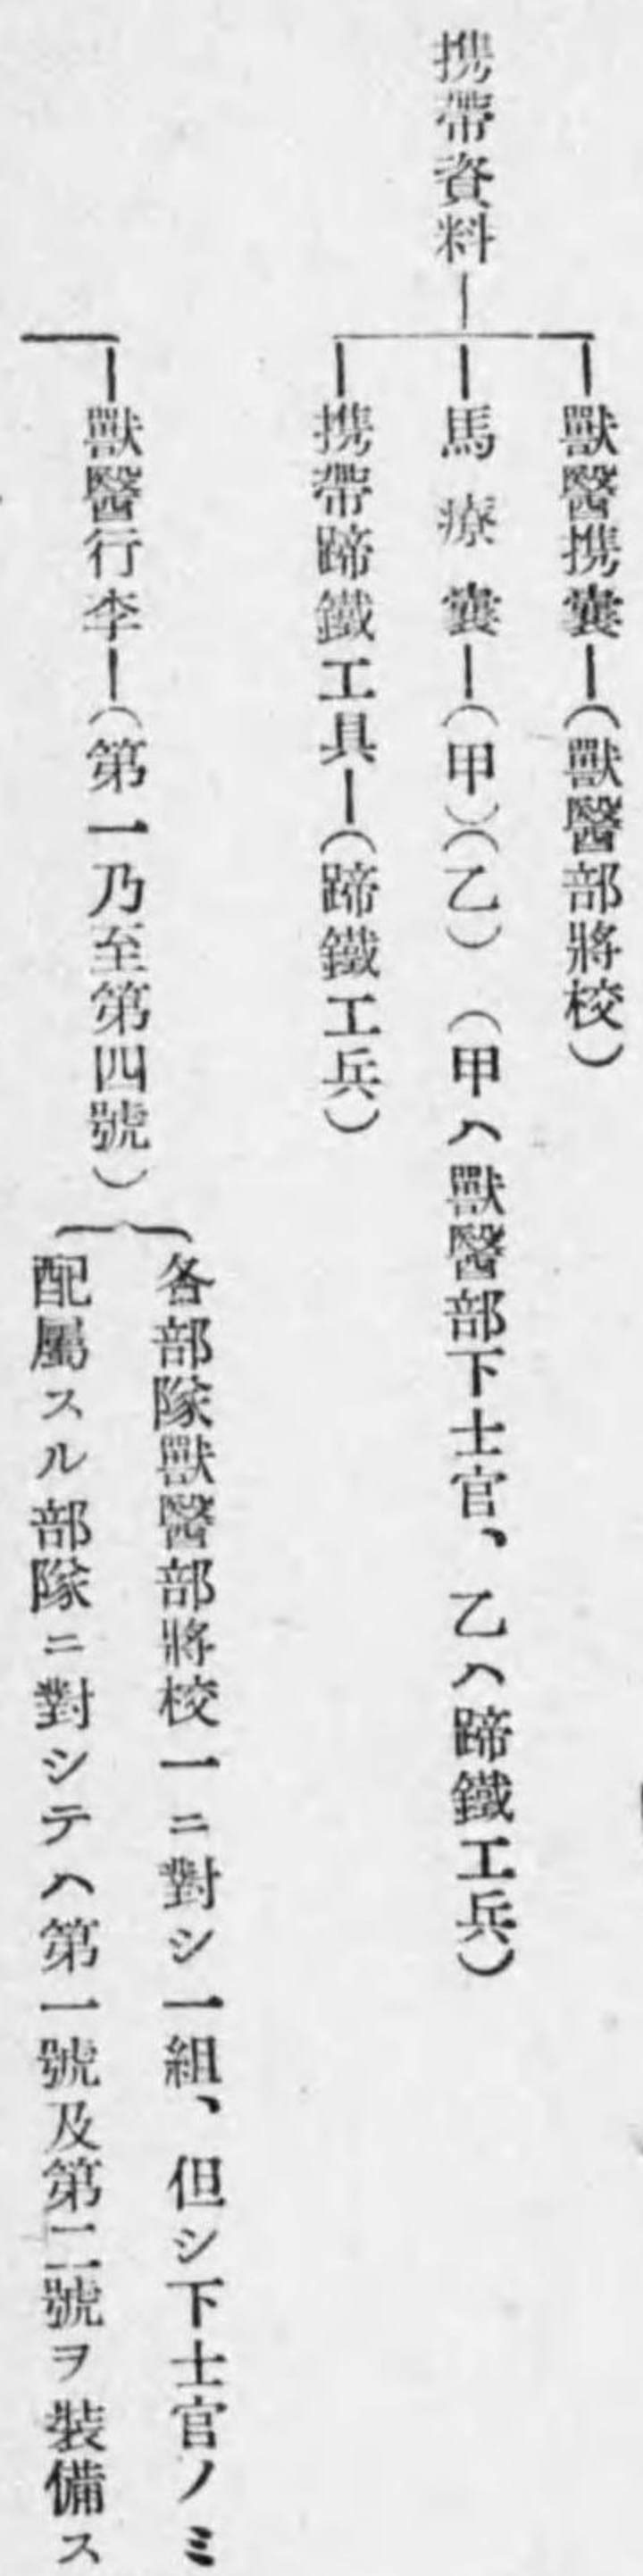 携帶資料
獸醫携囊―(獸醫部將校)
馬療囊―(甲)(乙) (甲ハ獸醫部下士官、乙ハ蹄鐵工兵)
携帶蹄鐵工具―(蹄鐵工兵)
獸醫行李―(第一乃至第四號)
各部隊獸醫部將校一ニ對シ一組、但シ下士官ノミ
配屬スル部隊ニ對シテハ第一號及第二號ヲ裝備ス